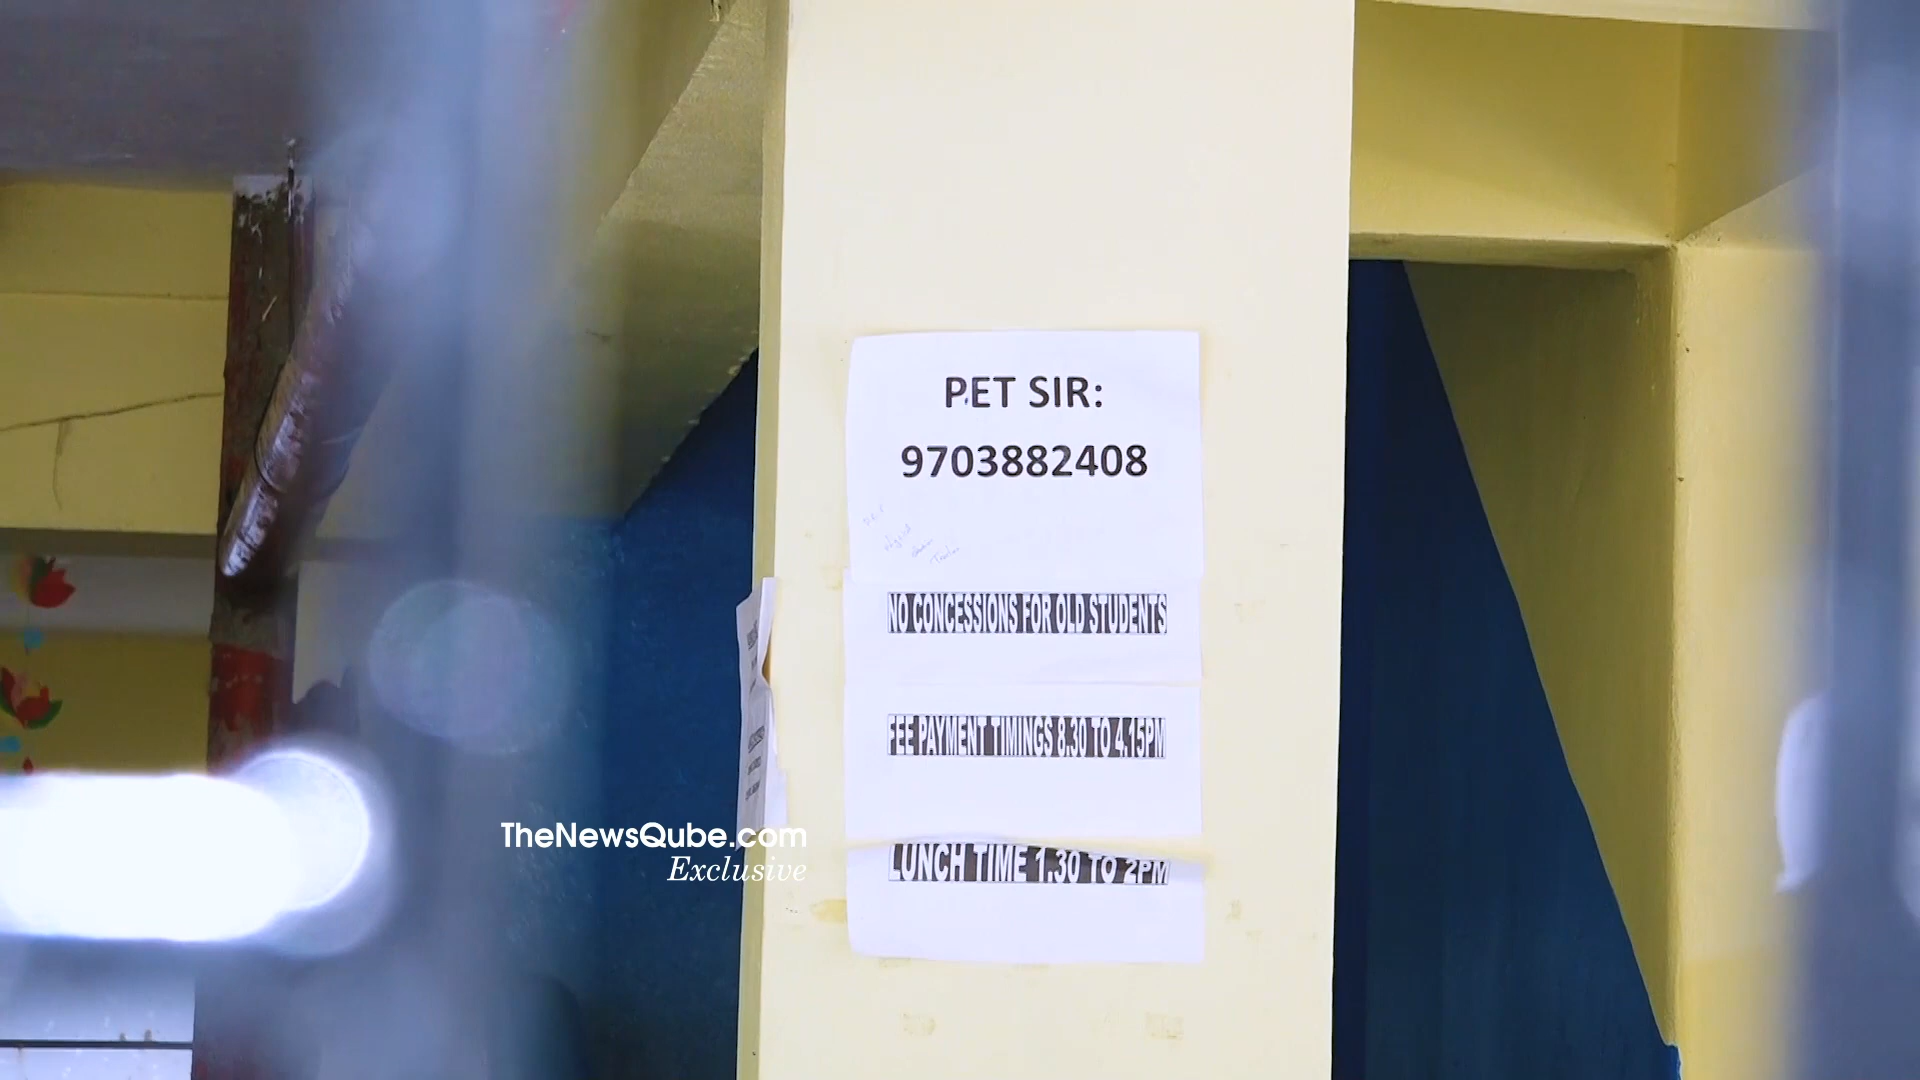 PET SIR:
9703882408
NO CONCESSIONS FOR OLD STUDENTS
FEE PAYMENT TIMINGS 8.30 TO 4.15PM
LUNCH TIME 1.30 TO 2PM
TheNewsQube.com
Exclusive